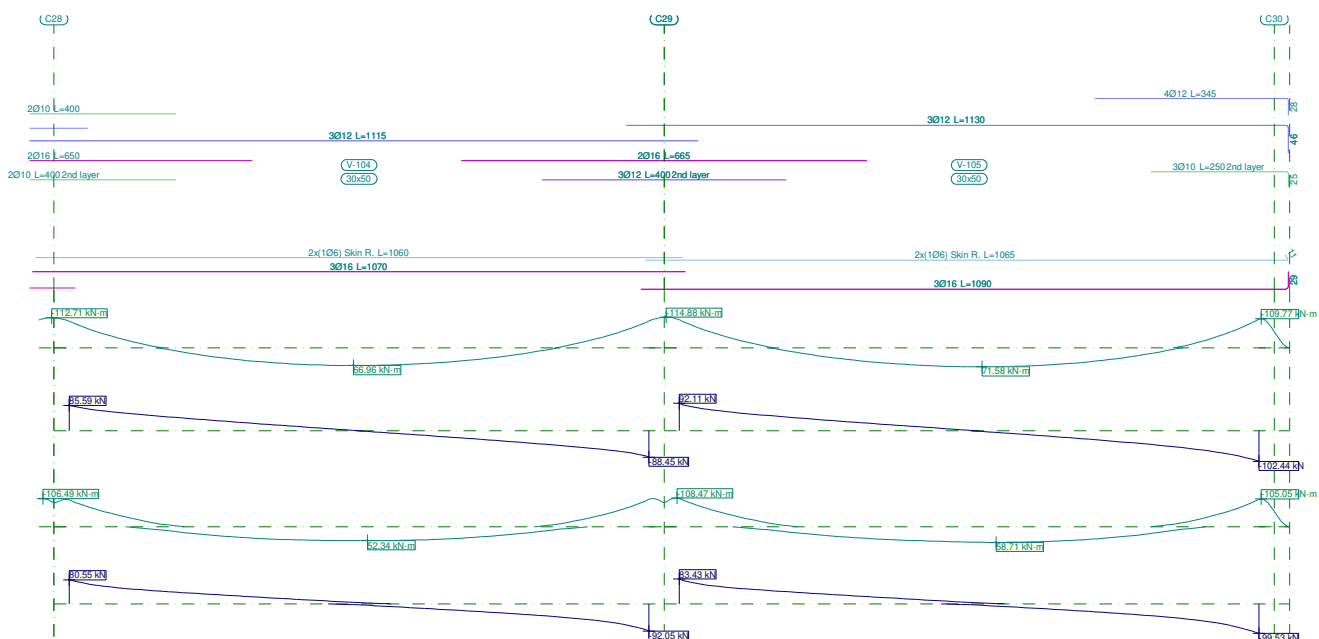 C28
C29
C30
4Ø12 L=345
28
2Ø10 L=400
3Ø12 L=1130
3Ø12 L=1115
46
2Ø16 L=650
2Ø16 L=665
V-104
V-105
3Ø10 L=250 2nd layer
2Ø10 L=400 2nd layer
30x50
3Ø12 L=400 2nd layer
30x50
25
2x(1Ø6) Skin R. L=1060
2x(1Ø6) Skin R. L=1065
3Ø16 L=1070
3Ø16 L=1090
29
-112.71 kN·m
-114.88 kN·m
-109.77 kN·m
66.96 kN·m
71.58 kN·m
85.59 kN
92.11 kN
-88.45 kN
-102.44 kN
-106.49 kN·m
-108.47 kN·m
-105.05 kN·m
52.34 kN·m
58.71 kN·m
80.55 kN
83.43 kN
-92.05 kN
-99.53 kN